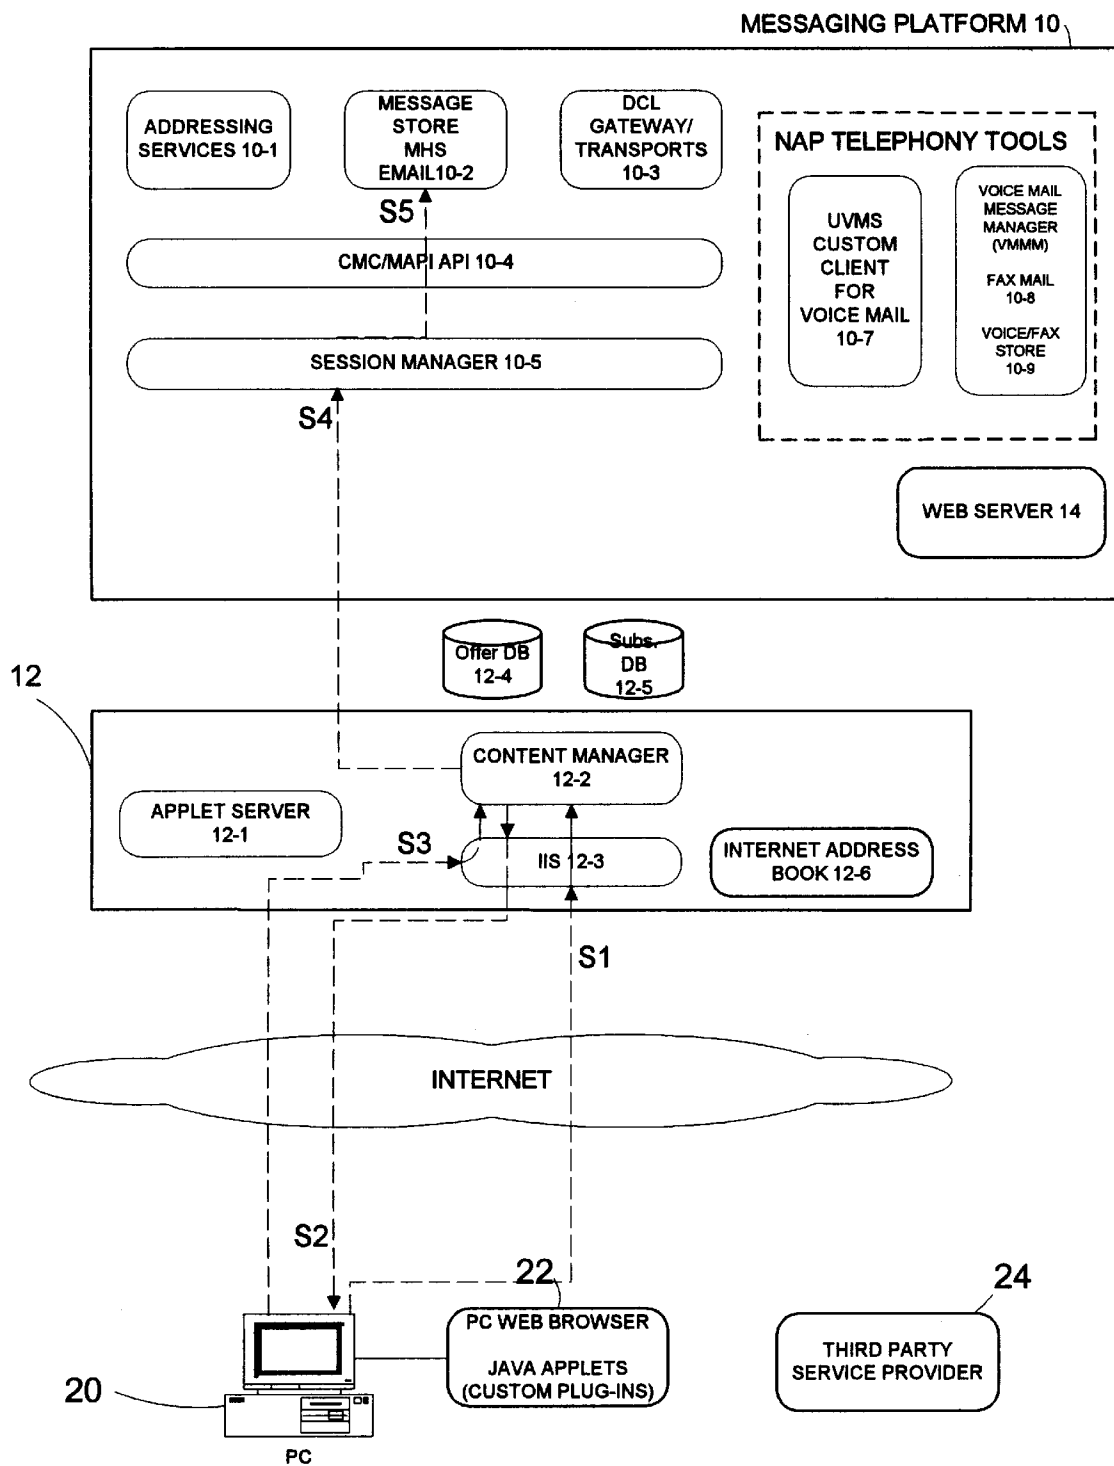 MESSAGING PLATFORM 10
ADDRESSING
SERVICES 10-1
MESSAGE
STORE
MHS
EMAIL10-2
DCL
GATEWAY/
TRANSPORTS
10-3
NAP TELEPHONY TOOLS
UVMS
CUSTOM
CLIENT
FOR
VOICE MAIL
10-7
VOICE MAIL
MESSAGE
MANAGER
(VMMM)
FAX MAIL
10-8
VOICE/FAX
STORE
10-9
S5
CMC/MAPI API 10-4
SESSION MANAGER 10-5
S4
WEB SERVER 14
Offer DB
12-4
Subs.
DB
12-5
12
CONTENT MANAGER
12-2
APPLET SERVER
12-1
S3
IIS 12-3
INTERNET ADDRESS
BOOK 12-6
S1
INTERNET
S2
22
PC WEB BROWSER
JAVA APPLETS
(CUSTOM PLUG-INS)
24
THIRD PARTY
SERVICE PROVIDER
20
PC